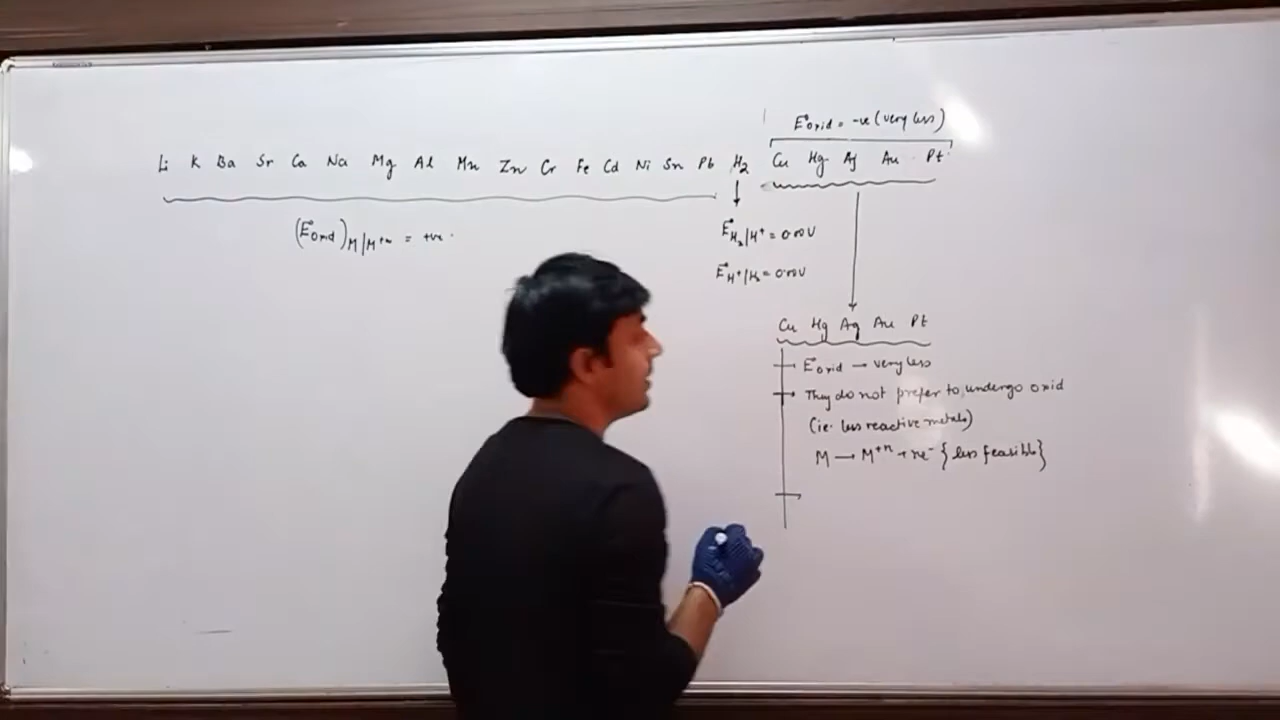 E°oxid = -ve (very less)
Li K Ba Sr Ca Na Mg Al Mn Zn Cr Fe Cd Ni Sn Pb H₂ Cu Hg Ag Au Pt
(E°oxid) M/M⁺ⁿ = +ve
E°H₂/H⁺ = 0.00V
E°H⁺/H₂ = 0.00V
Cu Hg Ag Au Pt
E°oxid → very less
They do not prefer to undergo oxid
(ie. less reactive metals)
M → M⁺ⁿ + ne⁻ {less feasible}